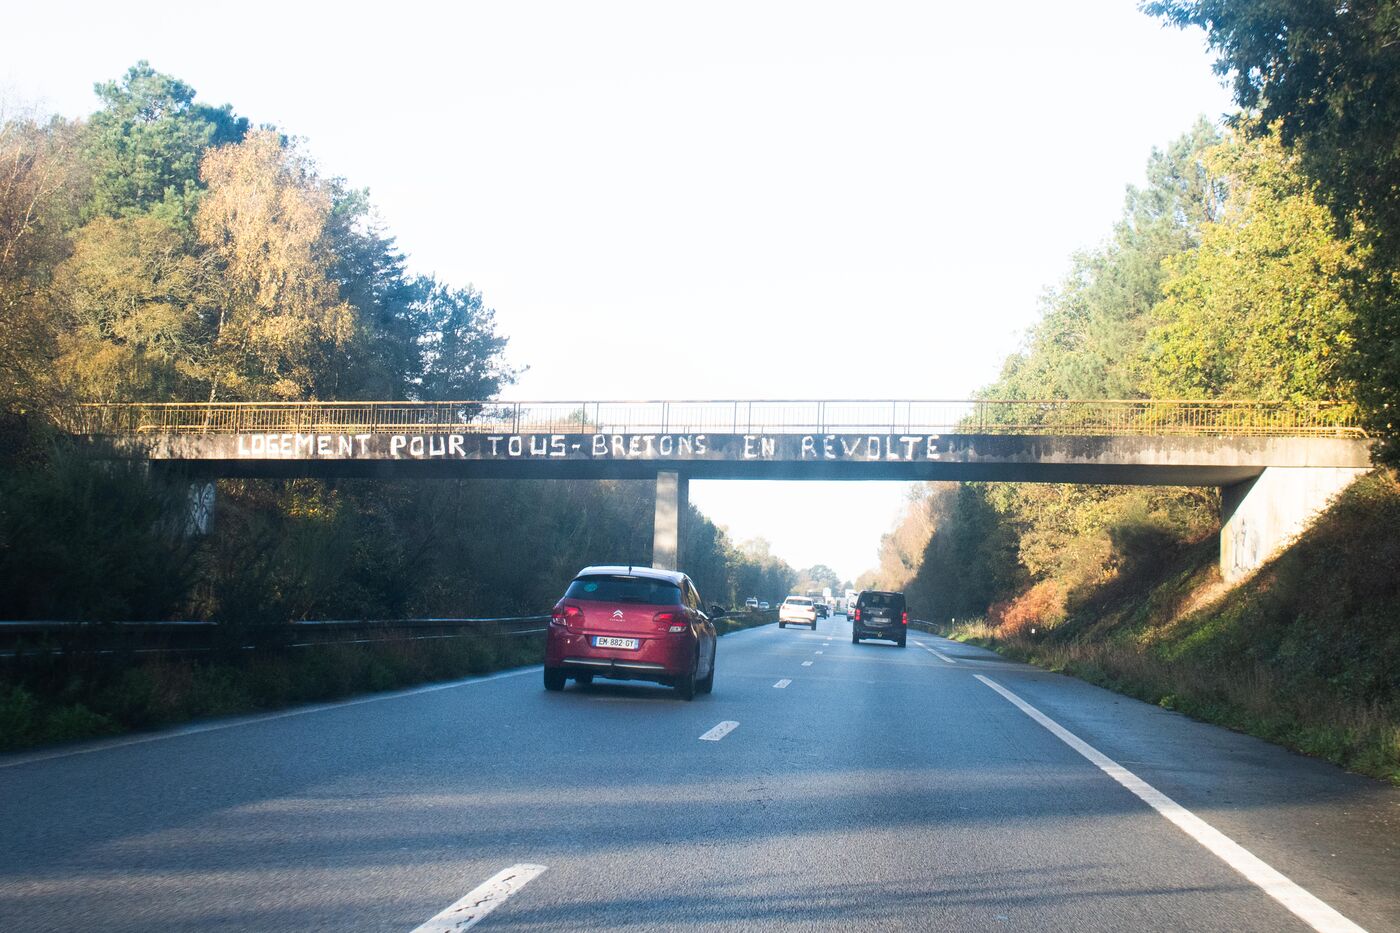 LOGEMENT POUR TOUS-BRETONS EN REVOLTE
EM-882-GY